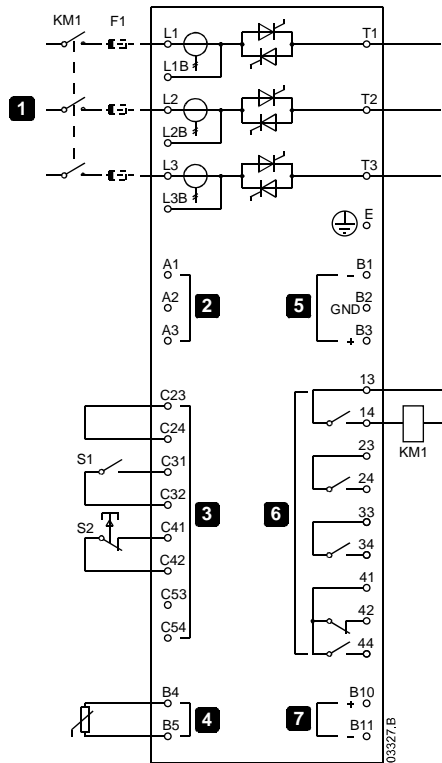 KM1 F1 L1 T1
L1B
1 L2 T2
L2B
L3 T3
L3B
E
A1 B1
-
A2 2 5 B2
GND
A3 B3
+
C23 13
C24 14
KM1
S1 C31 23
C32 24
3 6
S2 C41 33
C42 34
C53 41
42
C54 44
B4 B10
+
4 7
B5 B11
-
03327.B